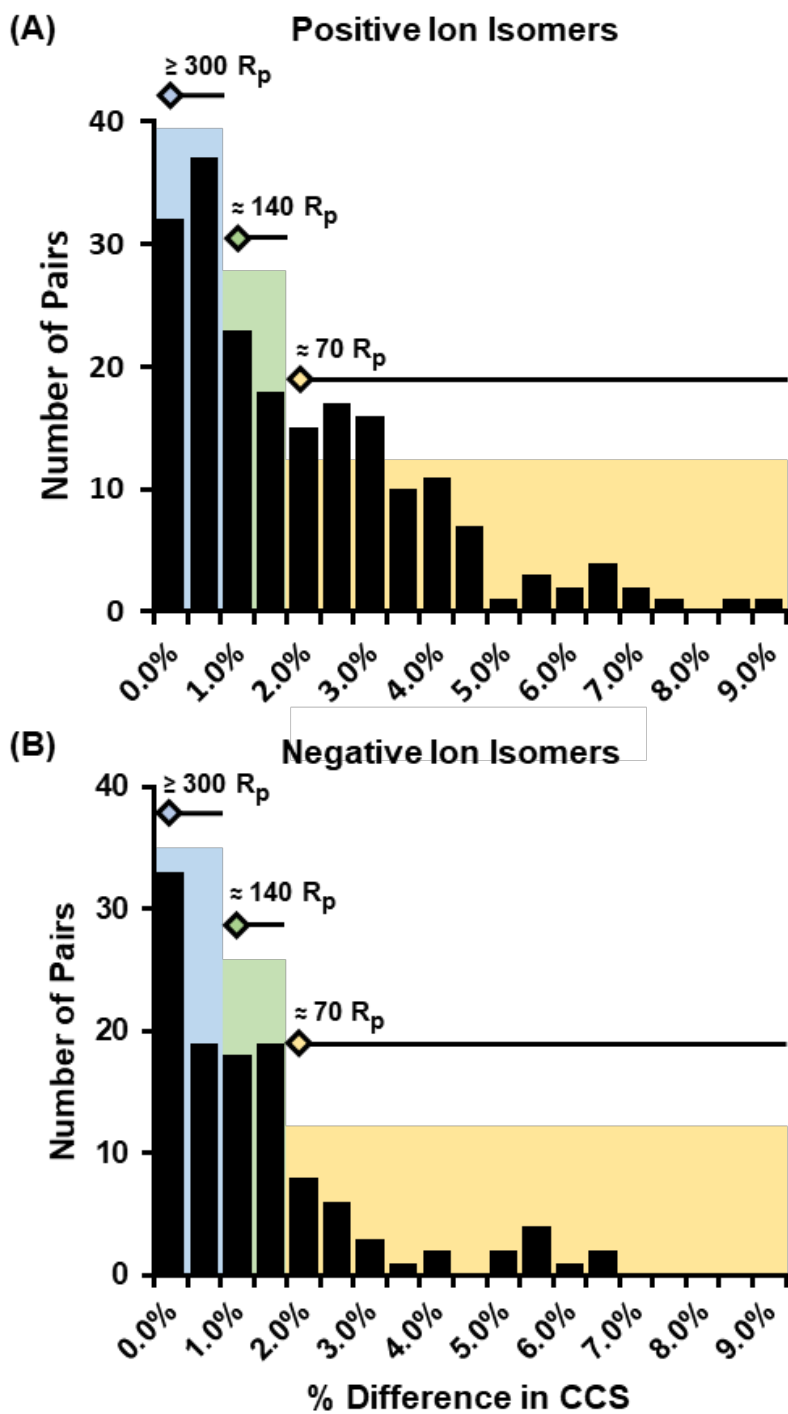 (A) Positive Ion Isomers
≥ 300 Rp
≈ 140 Rp
≈ 70 Rp
Number of Pairs
40
30
20
10
0
0.0% 1.0% 2.0% 3.0% 4.0% 5.0% 6.0% 7.0% 8.0% 9.0%
(B) Negative Ion Isomers
≥ 300 Rp
≈ 140 Rp
≈ 70 Rp
Number of Pairs
40
30
20
10
0
0.0% 1.0% 2.0% 3.0% 4.0% 5.0% 6.0% 7.0% 8.0% 9.0%
% Difference in CCS